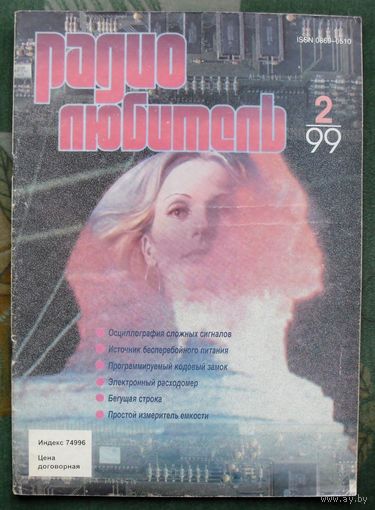 ISSN 0869-0510
Радио
любитель
2
99
Осциллография сложных сигналов
Источник бесперебойного питания
Программируемый кодовый замок
Электронный расходомер
Бегущая строка
Простой измеритель емкости
Индекс 74996
Цена
договорная
www.ay.by